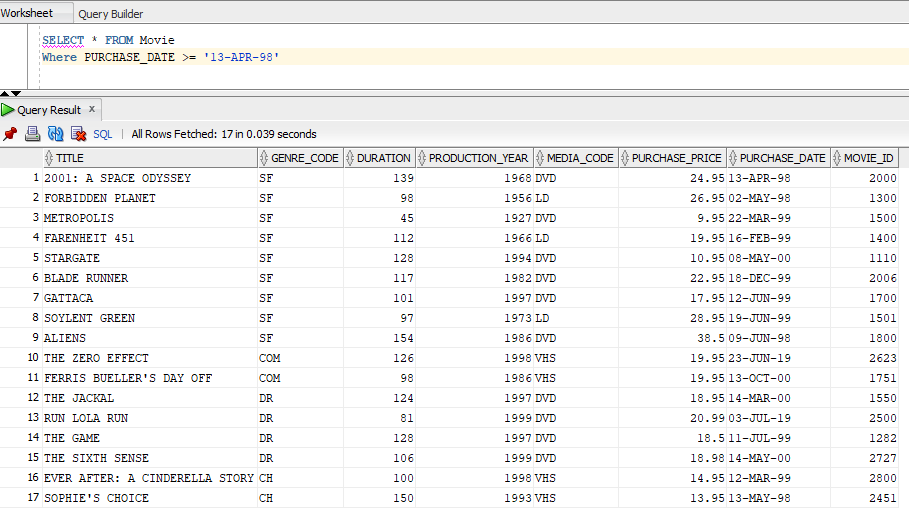 Worksheet Query Builder
SELECT * FROM Movie
Where PURCHASE_DATE >= '13-APR-98'
Query Result x
SQL | All Rows Fetched: 17 in 0.039 seconds
TITLE GENRE_CODE DURATION PRODUCTION_YEAR MEDIA_CODE PURCHASE_PRICE PURCHASE_DATE MOVIE_ID
1 2001: A SPACE ODYSSEY SF 139 1968 DVD 24.95 13-APR-98 2000
2 FORBIDDEN PLANET SF 98 1956 LD 26.95 02-MAY-98 1300
3 METROPOLIS SF 45 1927 DVD 9.95 22-MAR-99 1500
4 FARENHEIT 451 SF 112 1966 LD 19.95 16-FEB-99 1400
5 STARGATE SF 128 1994 DVD 10.95 08-MAY-00 1110
6 BLADE RUNNER SF 117 1982 DVD 22.95 18-DEC-99 2006
7 GATTACA SF 101 1997 DVD 17.95 12-JUN-99 1700
8 SOYLENT GREEN SF 97 1973 LD 28.95 19-JUN-99 1501
9 ALIENS SF 154 1986 DVD 38.5 09-JUN-98 1800
10 THE ZERO EFFECT COM 126 1998 VHS 19.95 23-JUN-19 2623
11 FERRIS BUELLER'S DAY OFF COM 98 1986 VHS 19.95 13-OCT-00 1751
12 THE JACKAL DR 124 1997 DVD 18.95 14-MAR-00 1550
13 RUN LOLA RUN DR 81 1999 DVD 20.99 03-JUL-19 2500
14 THE GAME DR 128 1997 DVD 18.5 11-JUL-99 1282
15 THE SIXTH SENSE DR 106 1999 DVD 18.98 14-MAY-00 2727
16 EVER AFTER: A CINDERELLA STORY CH 100 1998 VHS 14.95 12-MAR-99 2800
17 SOPHIE'S CHOICE CH 150 1993 VHS 13.95 13-MAY-98 2451